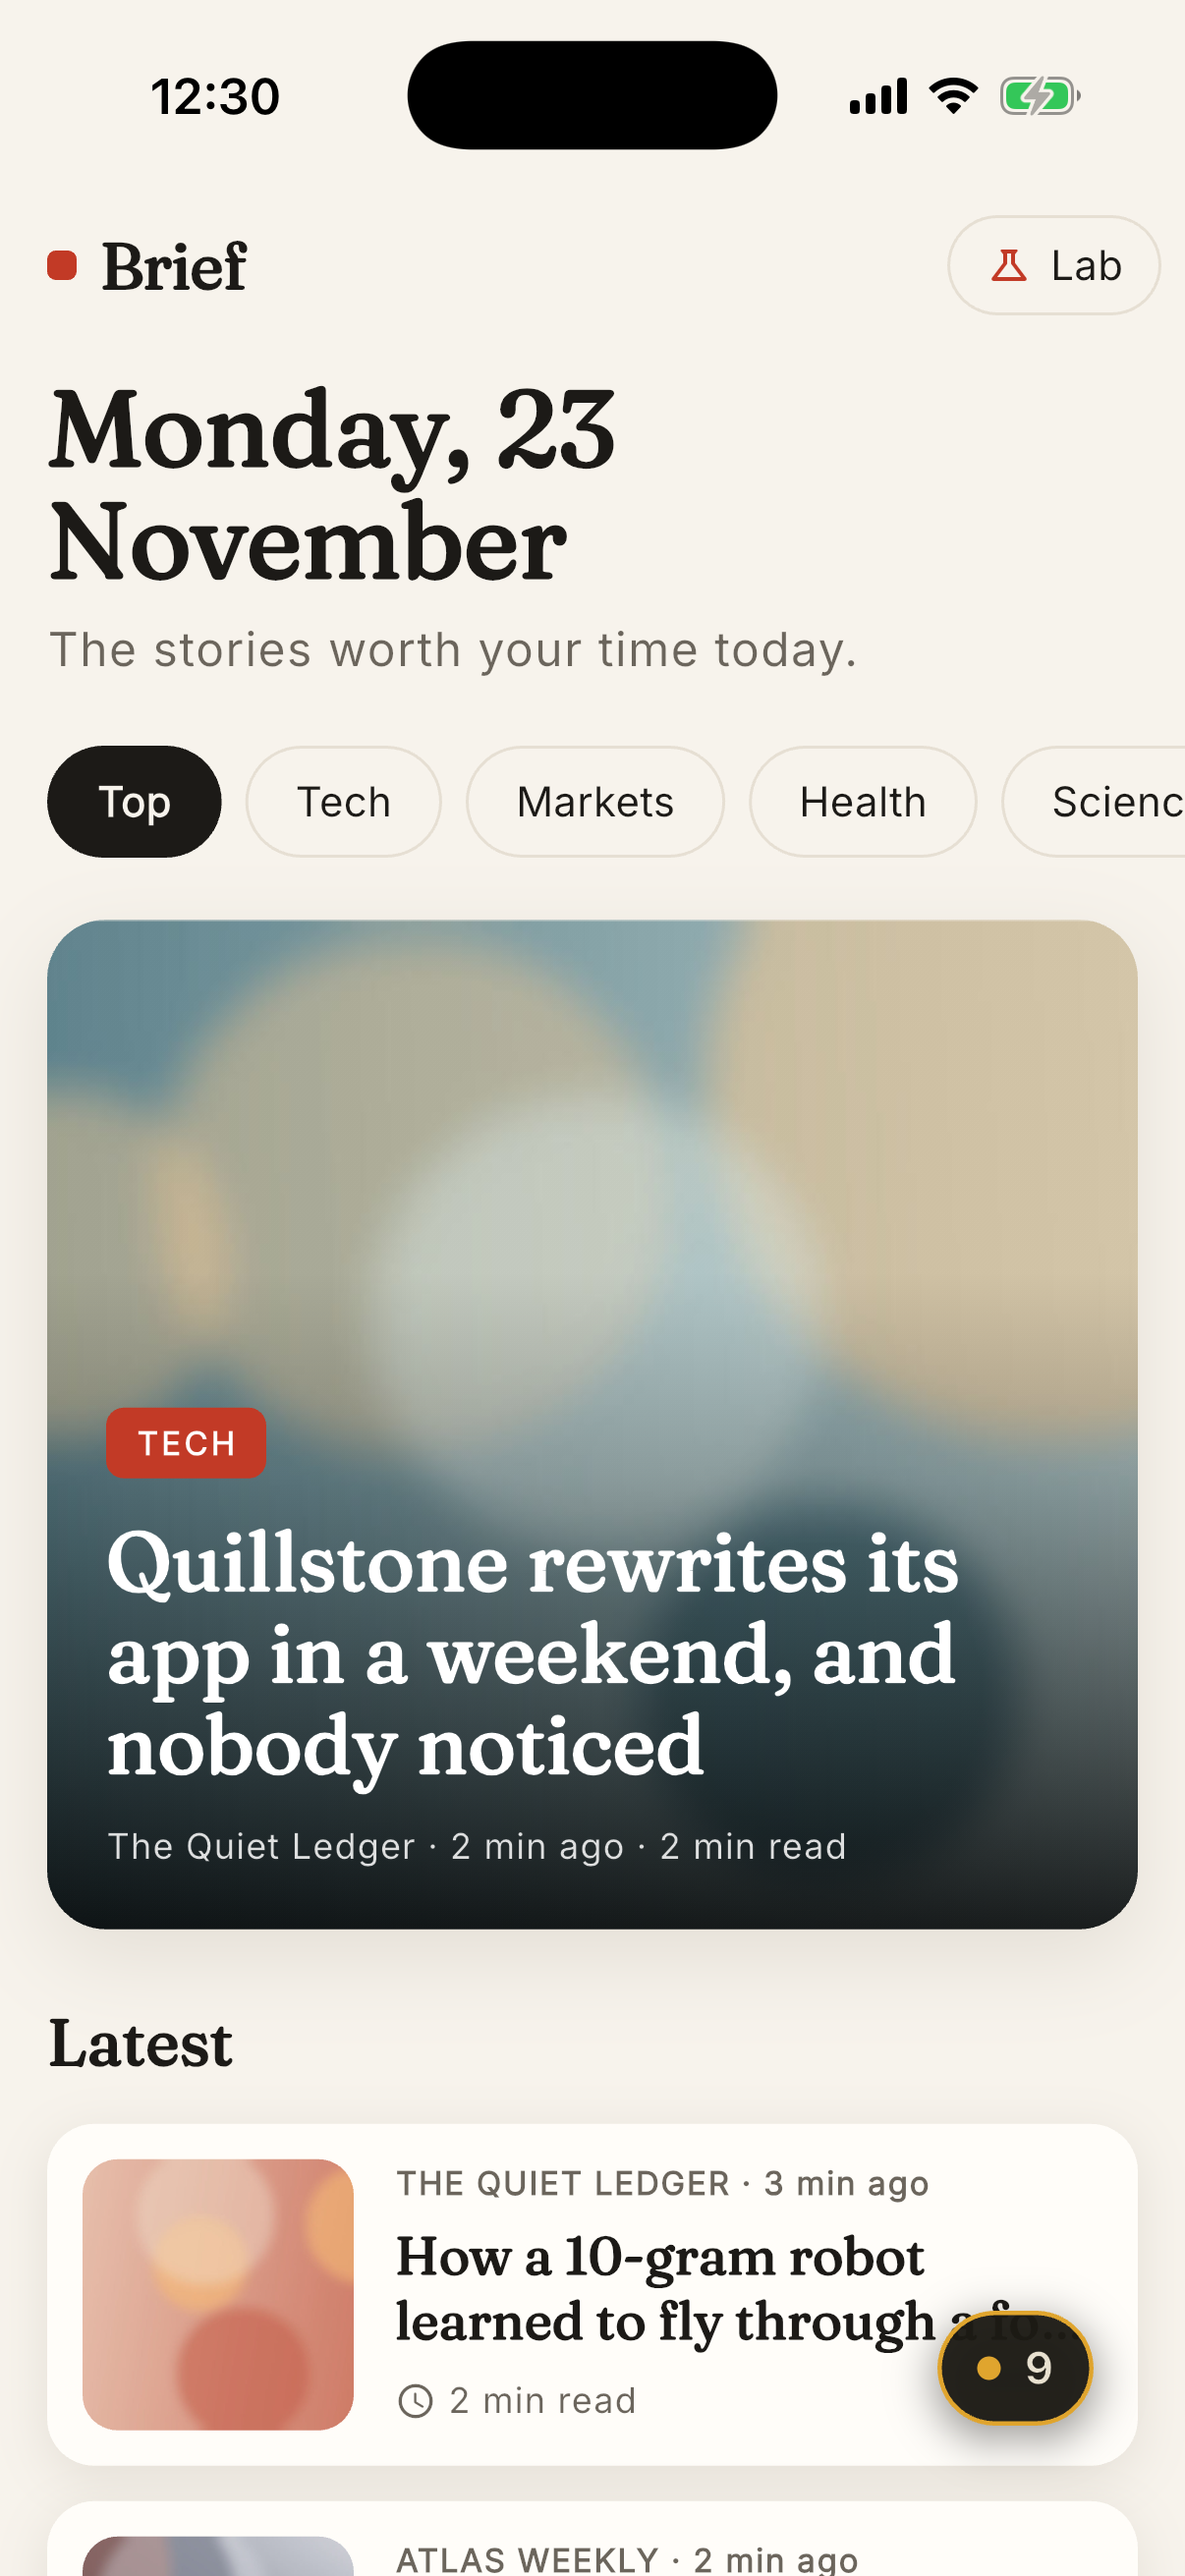 12:30
Brief
Lab
Monday, 23
November
The stories worth your time today.
Top
Tech
Markets
Health
Scienc
TECH
Quillstone rewrites its
app in a weekend, and
nobody noticed
The Quiet Ledger · 2 min ago · 2 min read
Latest
THE QUIET LEDGER · 3 min ago
How a 10-gram robot
learned to fly through a fo...
2 min read
9
ATLAS WEEKLY · 2 min ago